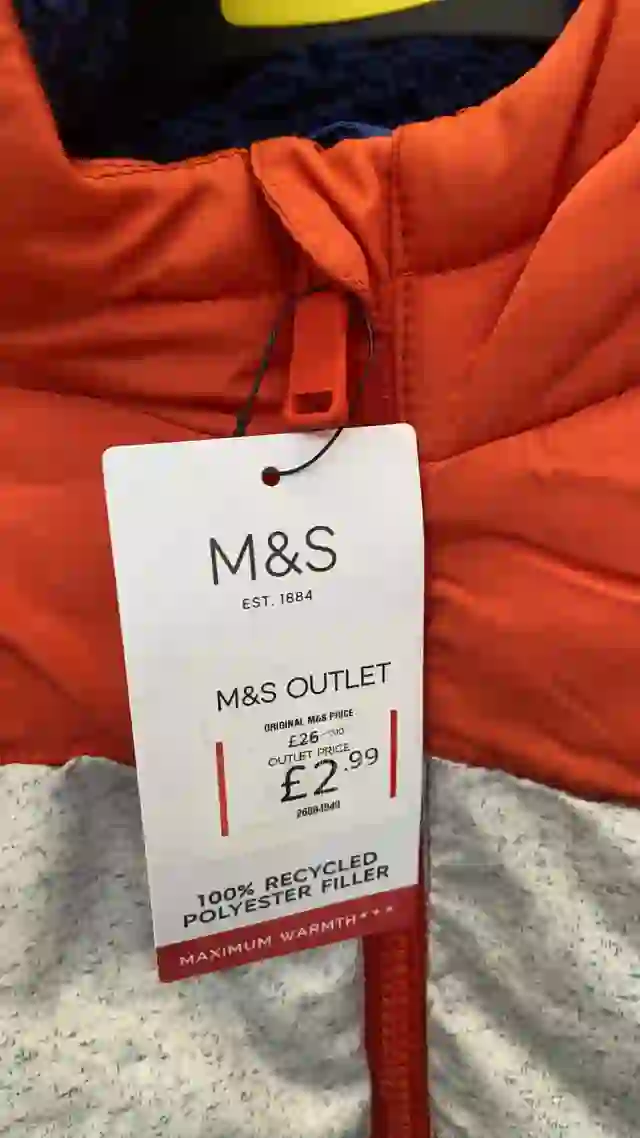 M&S
EST. 1884
M&S OUTLET
ORIGINAL M&S PRICE
£26
OUTLET PRICE
£2.99
100% RECYCLED
POLYESTER FILLER
MAXIMUM WARMTH***